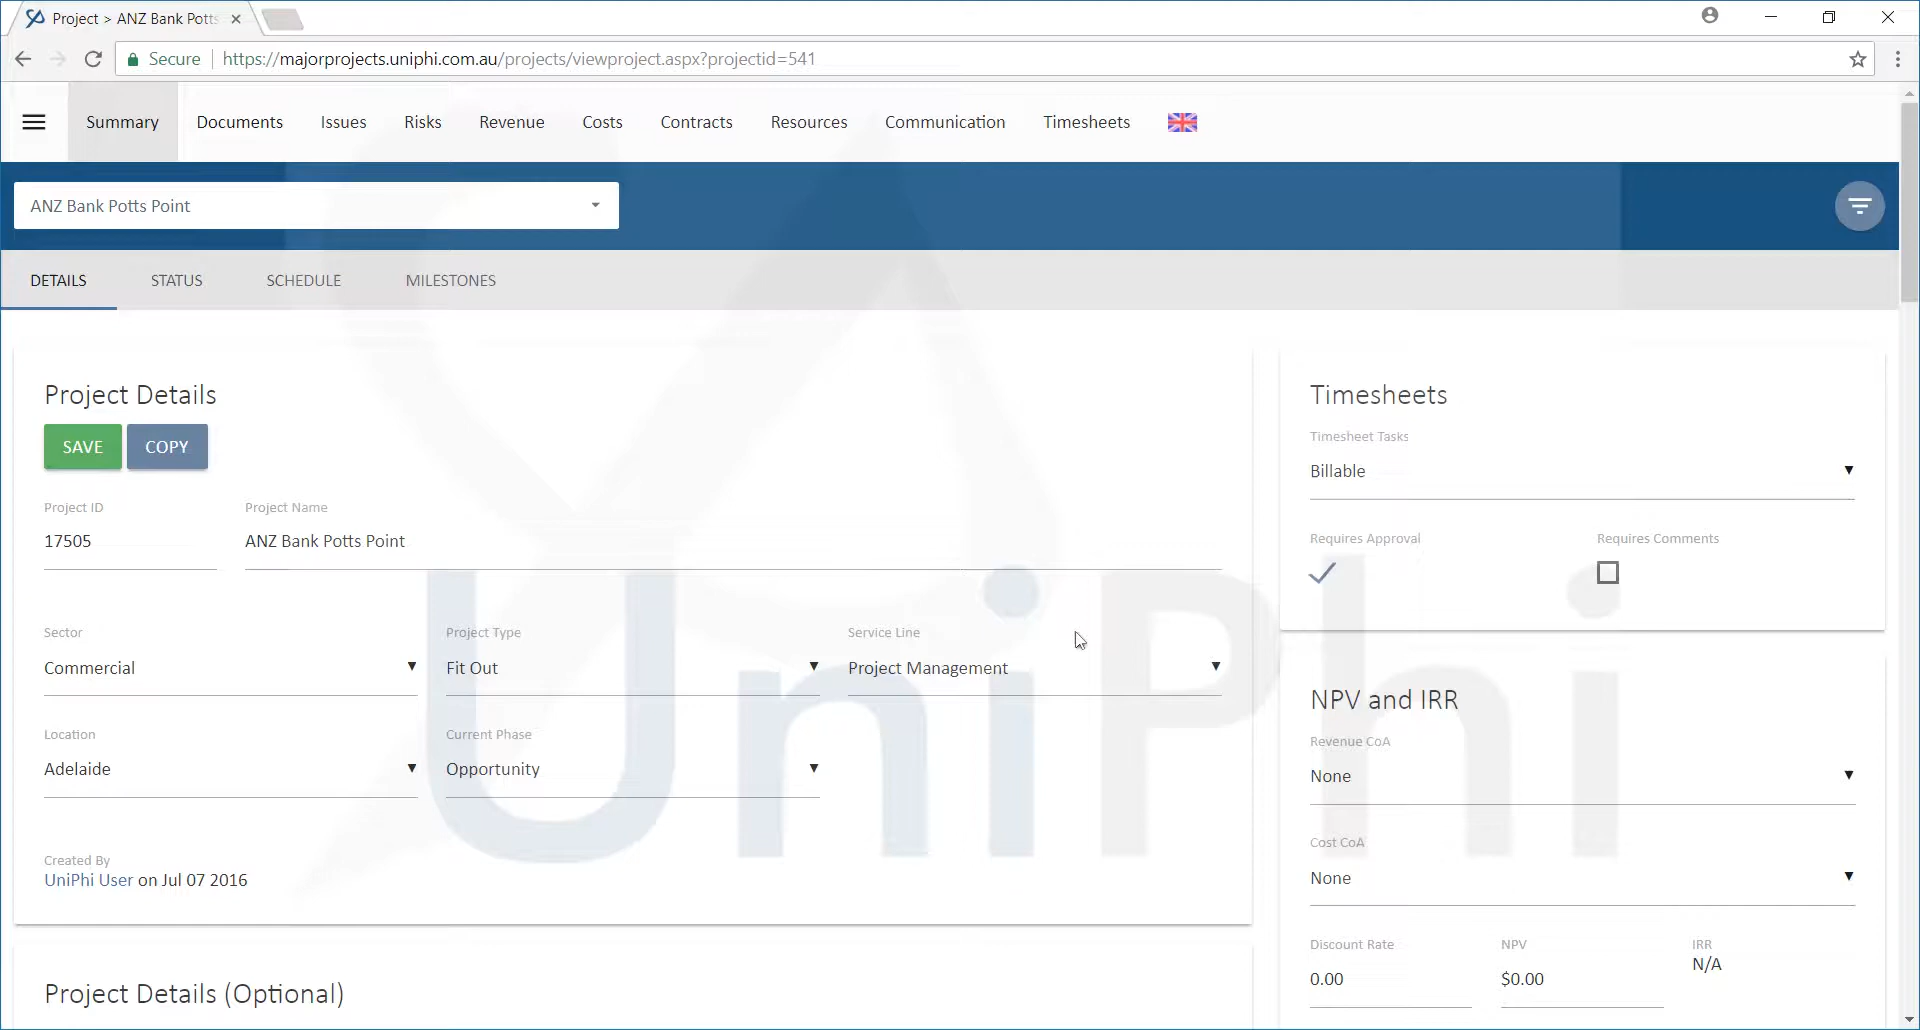 Project > ANZ Bank Potts
Secure https://majorprojects.uniphi.com.au/projects/viewproject.aspx?projectid=541
Summary Documents Issues Risks Revenue Costs Contracts Resources Communication Timesheets
ANZ Bank Potts Point
DETAILS STATUS SCHEDULE MILESTONES
Project Details
SAVE COPY
Project ID Project Name
17505 ANZ Bank Potts Point
Sector Project Type Service Line
Commercial Fit Out Project Management
Location Current Phase
Adelaide Opportunity
Created By
UniPhi User on Jul 07 2016
Project Details (Optional)
Timesheets
Timesheet Tasks
Billable
Requires Approval Requires Comments
NPV and IRR
Revenue CoA
None
Cost CoA
None
Discount Rate NPV IRR
0.00 $0.00 N/A
UniPhi